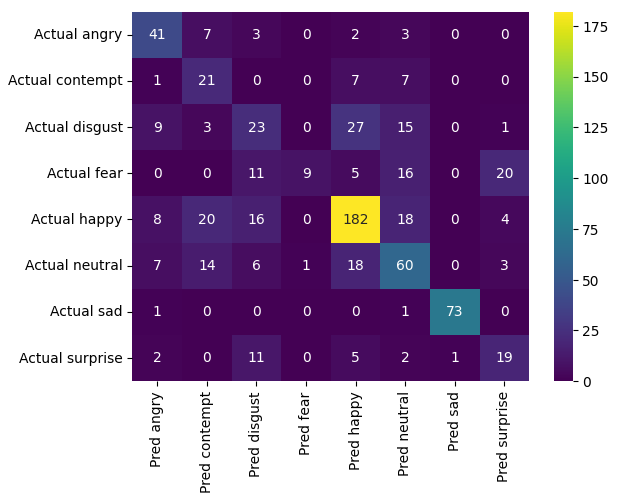 Actual angry 41 7 3 0 2 3 0 0
Actual contempt 1 21 0 0 7 7 0 0
Actual disgust 9 3 23 0 27 15 0 1
Actual fear 0 0 11 9 5 16 0 20
Actual happy 8 20 16 0 182 18 0 4
Actual neutral 7 14 6 1 18 60 0 3
Actual sad 1 0 0 0 0 1 73 0
Actual surprise 2 0 11 0 5 2 1 19
Pred angry
Pred contempt
Pred disgust
Pred fear
Pred happy
Pred neutral
Pred sad
Pred surprise
175
150
125
100
75
50
25
0